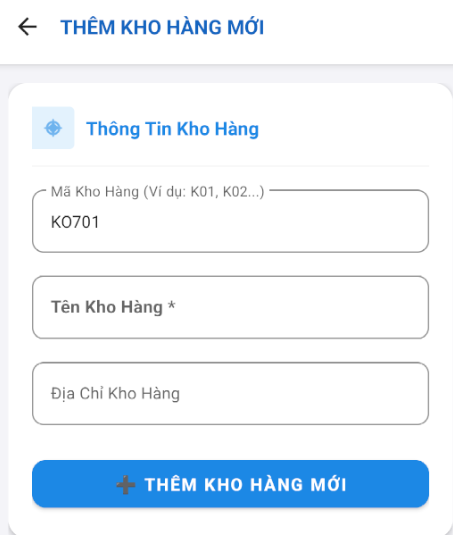 THÊM KHO HÀNG MỚI
Thông Tin Kho Hàng
Mã Kho Hàng (Ví dụ: K01, K02...)
KO701
Tên Kho Hàng *
Địa Chỉ Kho Hàng
➕ THÊM KHO HÀNG MỚI